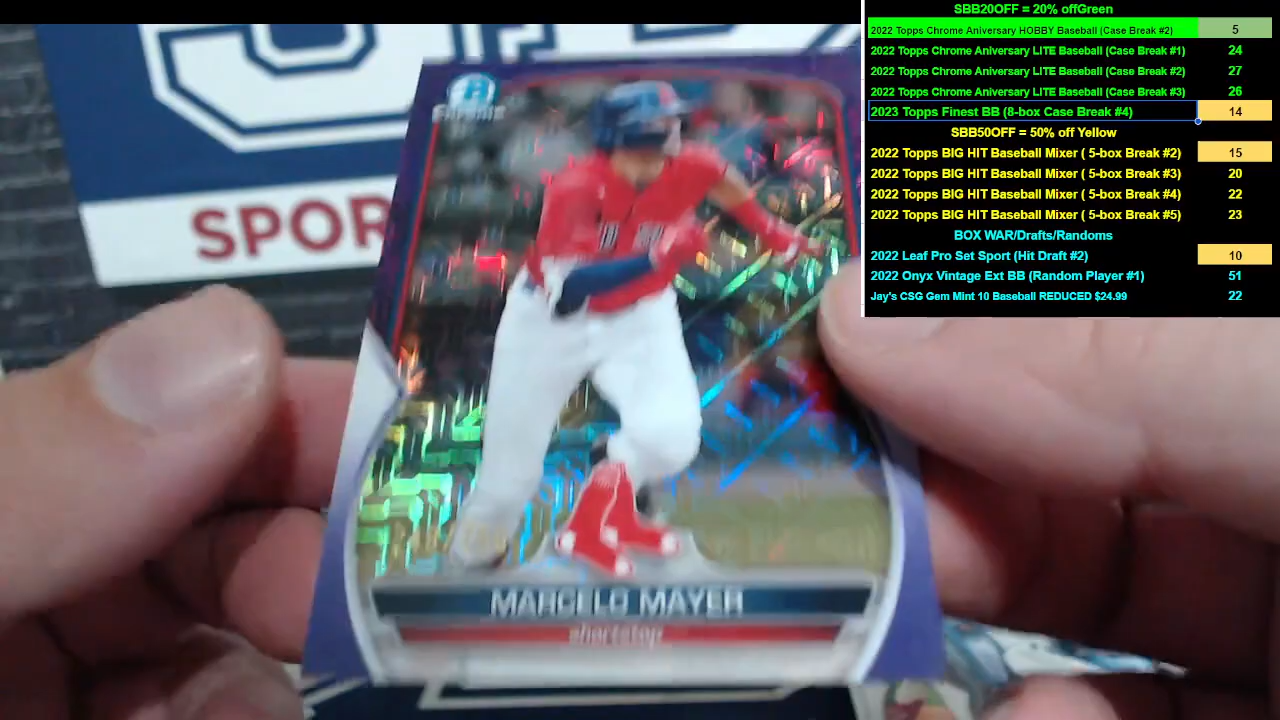 SBB20OFF = 20% offGreen
2022 Topps Chrome Aniversary HOBBY Baseball (Case Break #2) 5
2022 Topps Chrome Aniversary LITE Baseball (Case Break #1) 24
2022 Topps Chrome Aniversary LITE Baseball (Case Break #2) 27
2022 Topps Chrome Aniversary LITE Baseball (Case Break #3) 26
2023 Topps Finest BB (8-box Case Break #4) 14
SBB50OFF = 50% off Yellow
2022 Topps BIG HIT Baseball Mixer ( 5-box Break #2) 15
2022 Topps BIG HIT Baseball Mixer ( 5-box Break #3) 20
2022 Topps BIG HIT Baseball Mixer ( 5-box Break #4) 22
2022 Topps BIG HIT Baseball Mixer ( 5-box Break #5) 23
BOX WAR/Drafts/Randoms
2022 Leaf Pro Set Sport (Hit Draft #2) 10
2022 Onyx Vintage Ext BB (Random Player #1) 51
Jay's CSG Gem Mint 10 Baseball REDUCED $24.99 22
SPOR
B
CHROME
MARCELO MAYER
shortstop